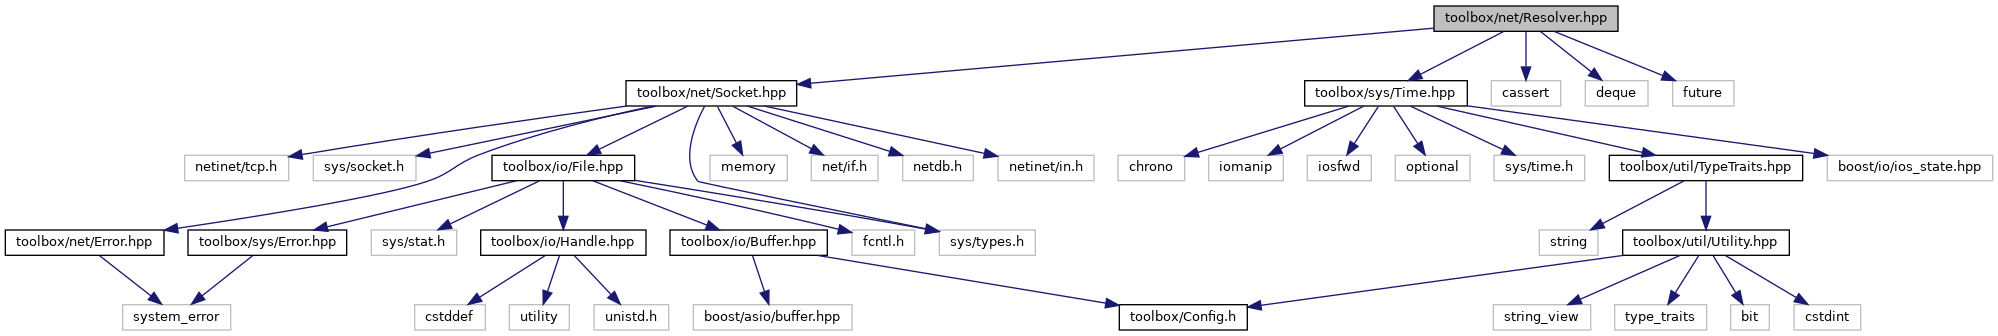 toolbox/net/Resolver.hpp
toolbox/net/Socket.hpp
toolbox/sys/Time.hpp
cassert
deque
future
netinet/tcp.h
sys/socket.h
toolbox/io/File.hpp
memory
net/if.h
netdb.h
netinet/in.h
chrono
iomanip
iosfwd
optional
sys/time.h
toolbox/util/TypeTraits.hpp
boost/io/ios_state.hpp
toolbox/net/Error.hpp
toolbox/sys/Error.hpp
sys/stat.h
toolbox/io/Handle.hpp
toolbox/io/Buffer.hpp
fcntl.h
sys/types.h
string
toolbox/util/Utility.hpp
system_error
cstddef
utility
unistd.h
boost/asio/buffer.hpp
toolbox/Config.h
string_view
type_traits
bit
cstdint